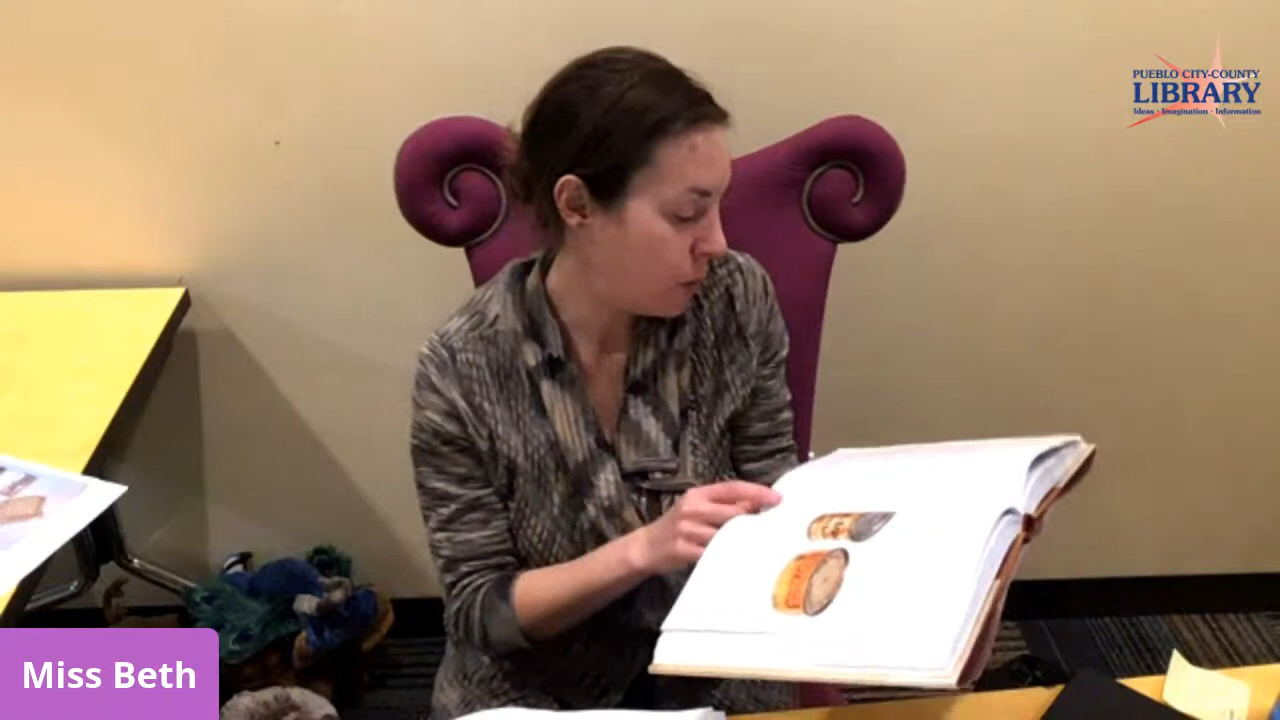 PUEBLO CITY-COUNTY
LIBRARY
Ideas · Imagination · Information
Miss Beth